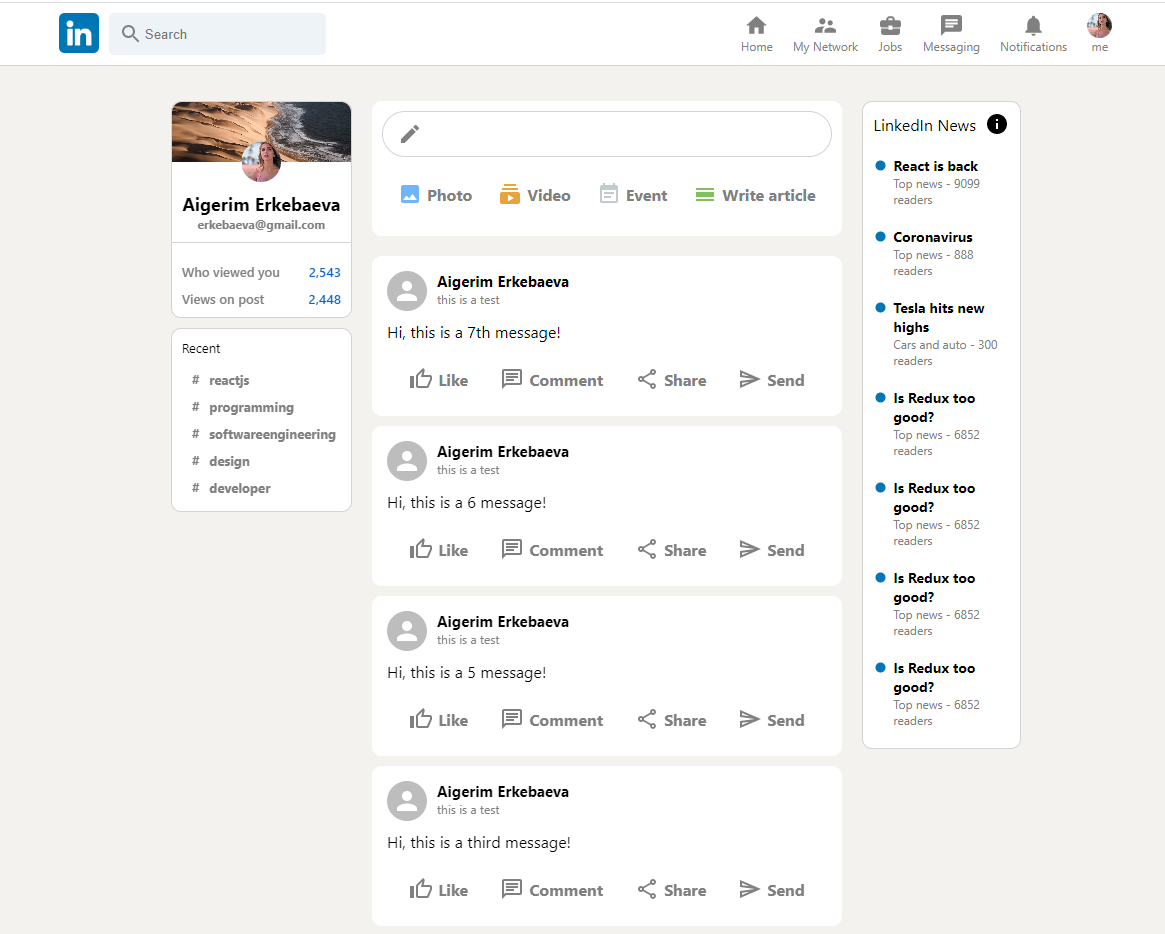 in
Search
Home
My Network
Jobs
Messaging
Notifications
me
Aigerim Erkebaeva
erkebaeva@gmail.com
Who viewed you 2,543
Views on post 2,448
Recent
# reactjs
# programming
# softwareengineering
# design
# developer
Photo
Video
Event
Write article
Aigerim Erkebaeva
this is a test
Hi, this is a 7th message!
Like Comment Share Send
Aigerim Erkebaeva
this is a test
Hi, this is a 6 message!
Like Comment Share Send
Aigerim Erkebaeva
this is a test
Hi, this is a 5 message!
Like Comment Share Send
Aigerim Erkebaeva
this is a test
Hi, this is a third message!
Like Comment Share Send
LinkedIn News
React is back
Top news - 9099
readers
Coronavirus
Top news - 888
readers
Tesla hits new
highs
Cars and auto - 300
readers
Is Redux too
good?
Top news - 6852
readers
Is Redux too
good?
Top news - 6852
readers
Is Redux too
good?
Top news - 6852
readers
Is Redux too
good?
Top news - 6852
readers